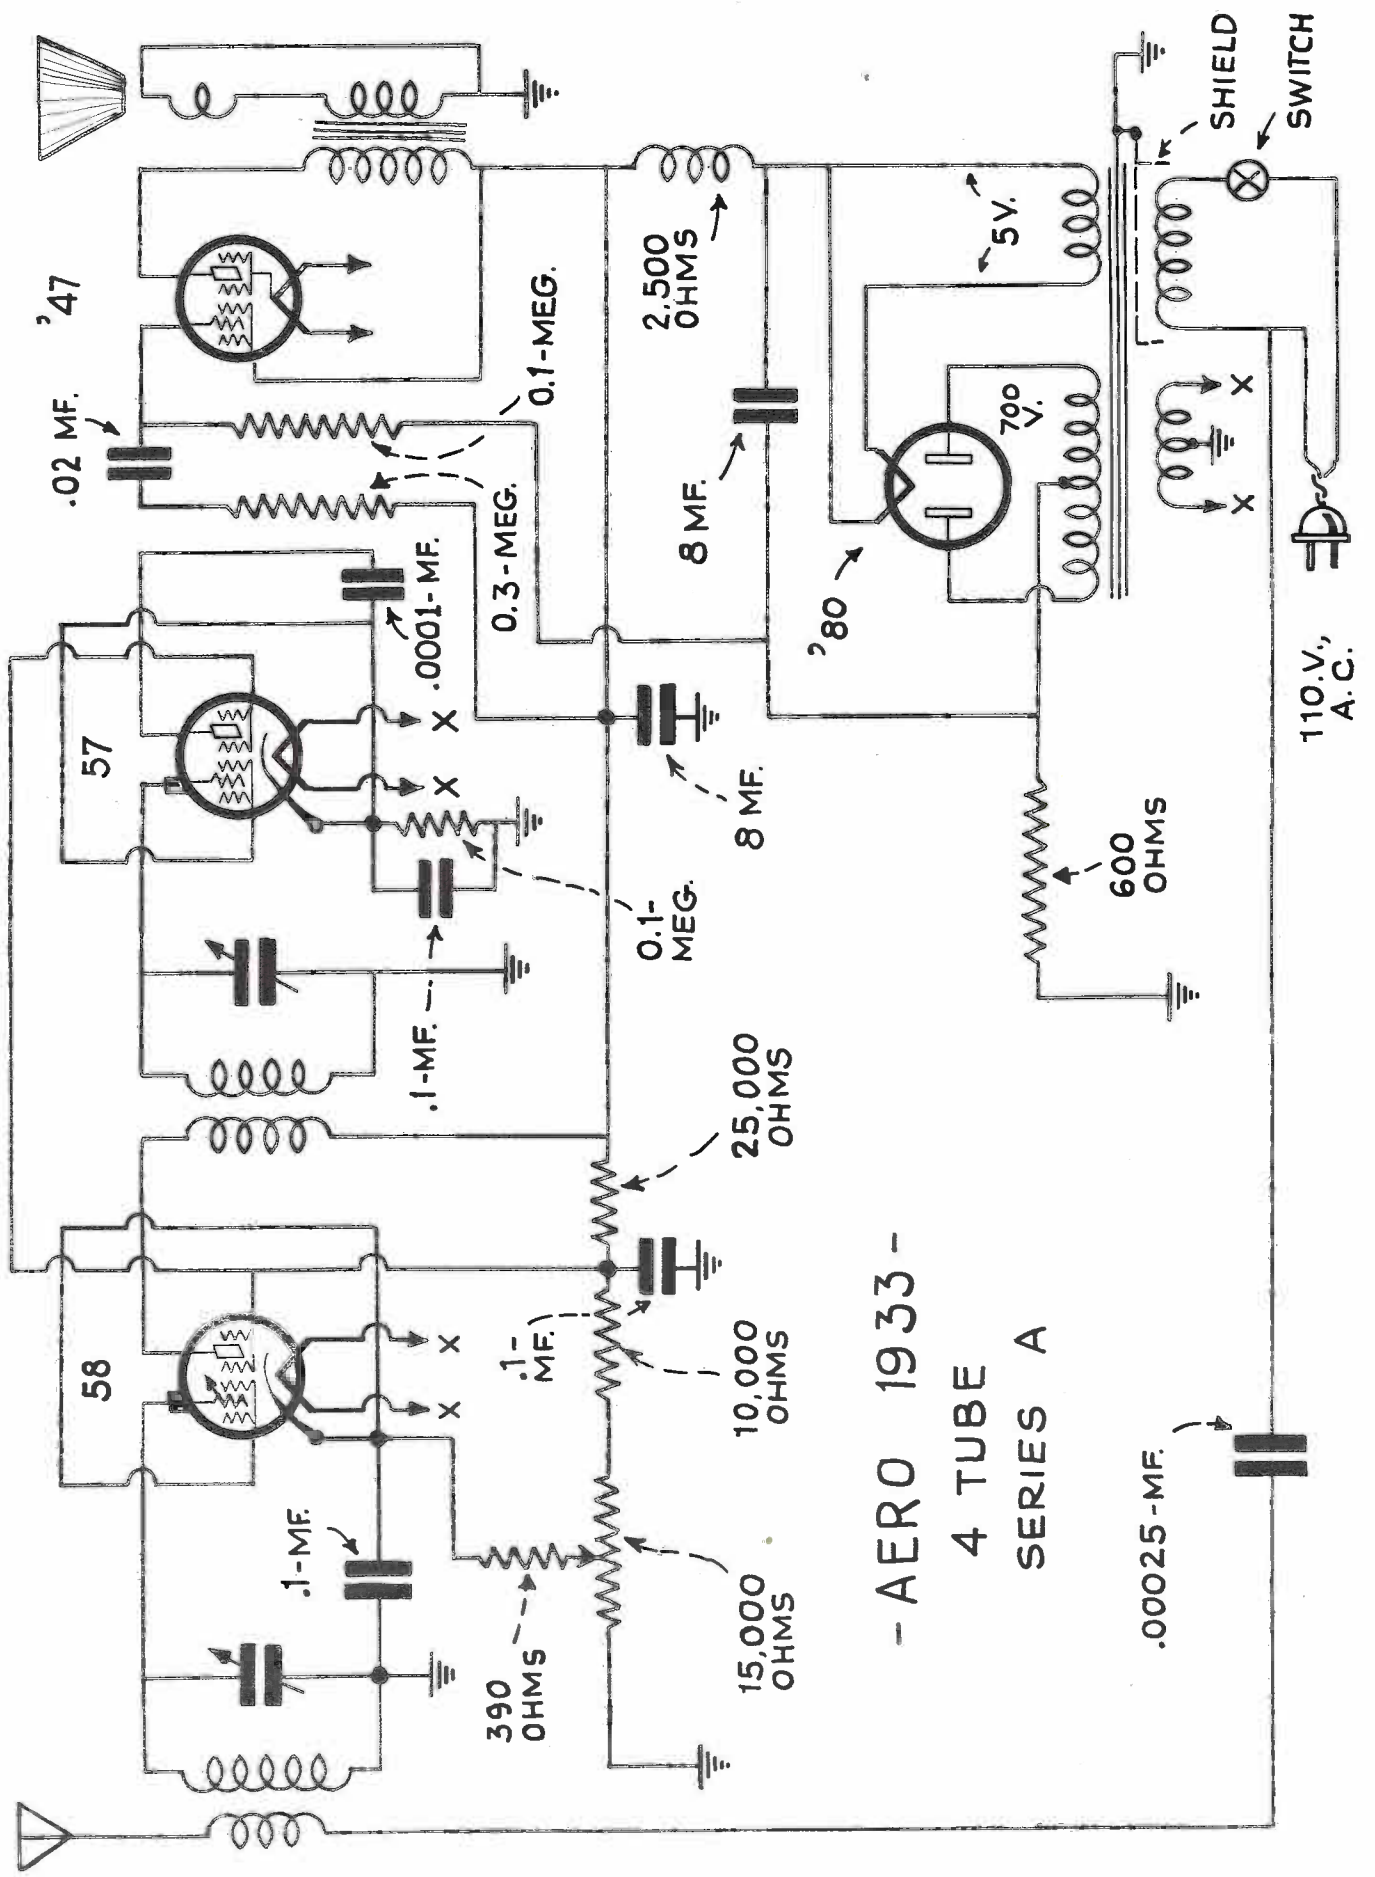 58
57
'47
.02 MF.
.1-MF.
390
OHMS
.1-
MF.
.1-MF.
.0001-MF.
0.3-MEG.
0.1-MEG.
X
X
X
X
15,000
OHMS
10,000
OHMS
25,000
OHMS
0.1-
MEG.
8 MF.
8 MF.
2,500
OHMS
'80
700
V.
5V.
600
OHMS
-AERO 1933-
4 TUBE
SERIES A
.00025-MF.
110.V.,
A.C.
X
X
SHIELD
SWITCH